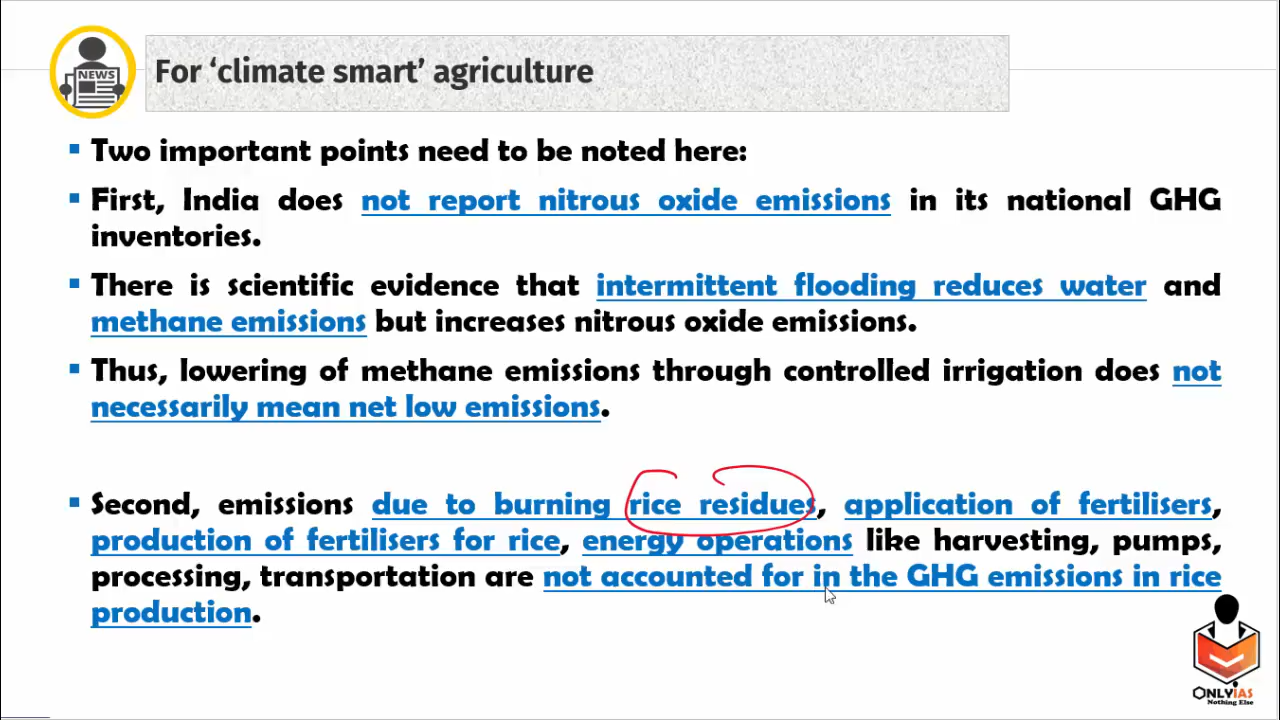 NEWS
For ‘climate smart’ agriculture
▪ Two important points need to be noted here:
▪ First, India does not report nitrous oxide emissions in its national GHG
inventories.
▪ There is scientific evidence that intermittent flooding reduces water and
methane emissions but increases nitrous oxide emissions.
▪ Thus, lowering of methane emissions through controlled irrigation does not
necessarily mean net low emissions.
▪ Second, emissions due to burning rice residues, application of fertilisers,
production of fertilisers for rice, energy operations like harvesting, pumps,
processing, transportation are not accounted for in the GHG emissions in rice
production.
ONLYIAS
Nothing Else